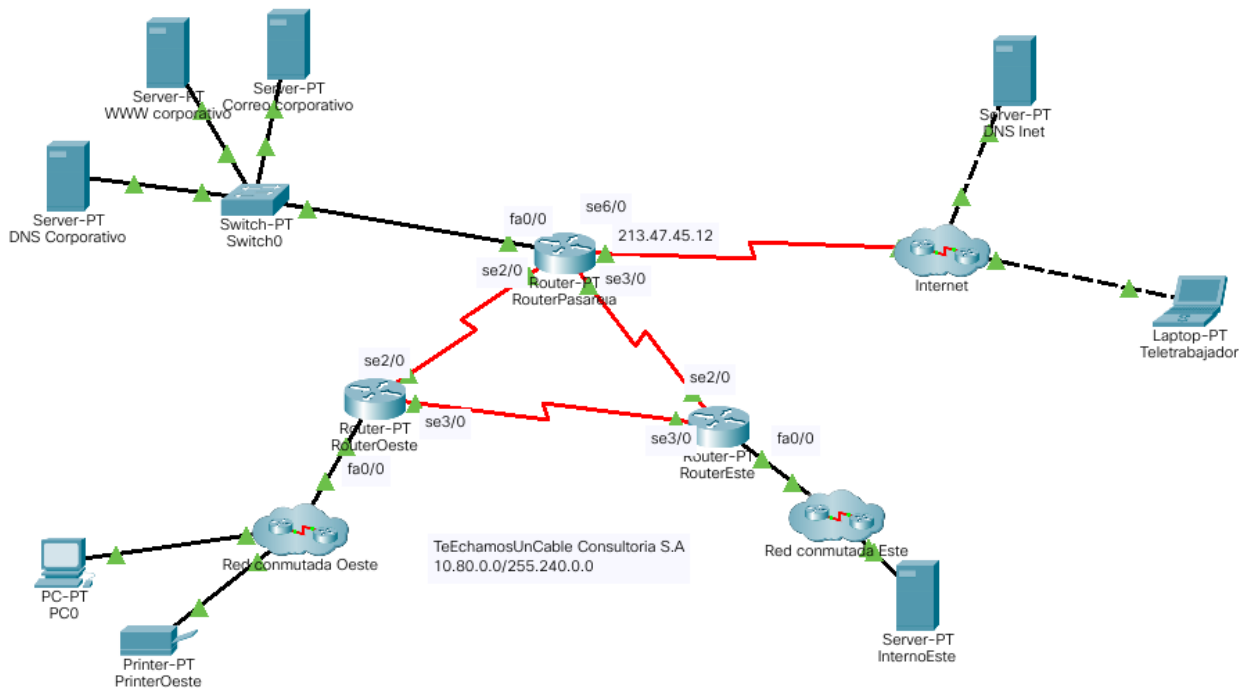 Server-PT
WWW corporativo
Server-PT
Correo corporativo
Server-PT
DNS Corporativo
Switch-PT
Switch0
fa0/0
se6/0
213.47.45.12
se2/0
se3/0
Router-PT
RouterPasarela
Server-PT
DNS Inet
Internet
Laptop-PT
Teletrabajador
se2/0
se3/0
Router-PT
RouterOeste
fa0/0
se2/0
se3/0
fa0/0
Router-PT
RouterEste
Red conmutada Oeste
PC-PT
PC0
Printer-PT
PrinterOeste
TeEchamosUnCable Consultoria S.A
10.80.0.0/255.240.0.0
Red conmutada Este
Server-PT
InternoEste